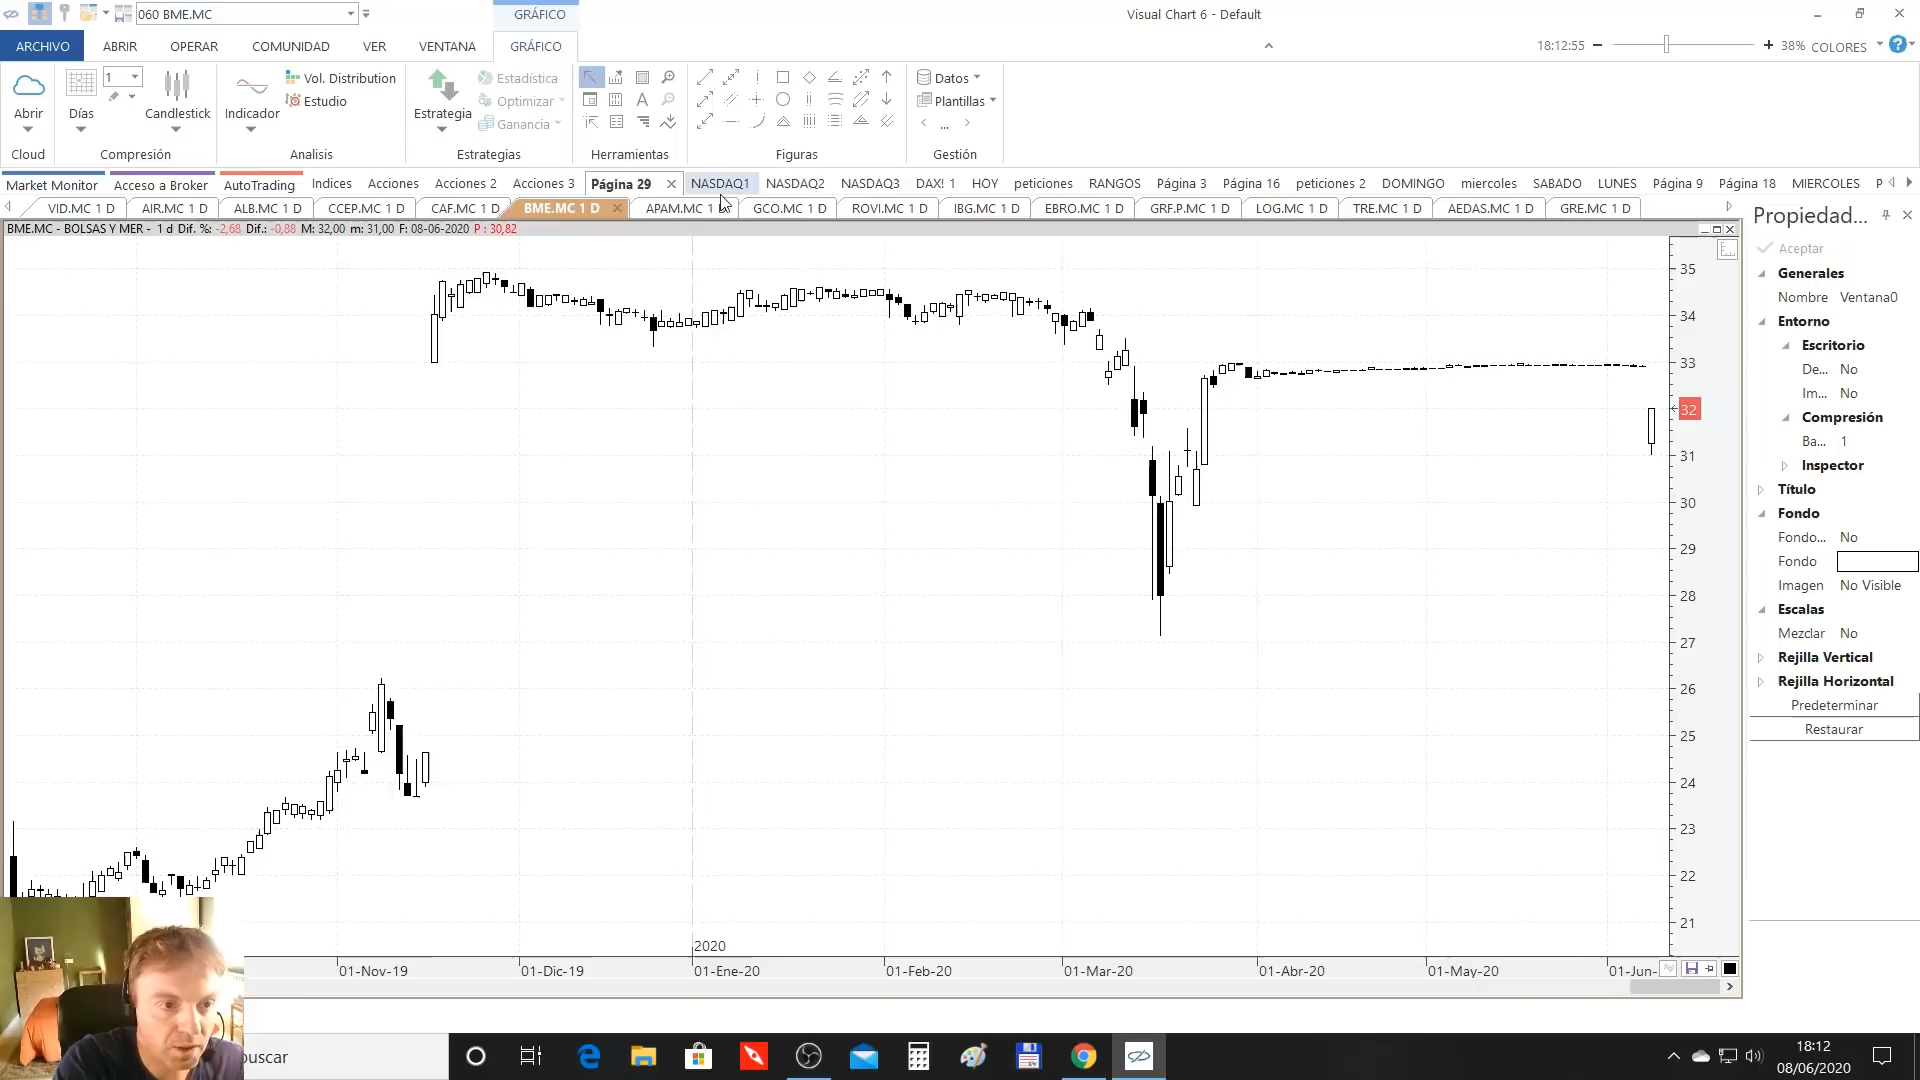 060 BME.MC
GRÁFICO
Visual Chart 6 - Default
ARCHIVO
ABRIR
OPERAR
COMUNIDAD
VER
VENTANA
GRÁFICO
18:12:55
38%
COLORES
Abrir
Cloud
Días
1
Candlestick
Compresión
Indicador
Vol. Distribution
Estudio
Analisis
Estrategia
Estadística
Optimizar
Ganancia
Estrategias
Herramientas
Figuras
Datos
Plantillas
...
Gestión
Market Monitor
Acceso a Broker
AutoTrading
Indices
Acciones
Acciones 2
Acciones 3
Página 29
NASDAQ1
NASDAQ2
NASDAQ3
DAX! 1
HOY
peticiones
RANGOS
Página 3
Página 16
peticiones 2
DOMINGO
miercoles
SABADO
LUNES
Página 9
Página 18
MIERCOLES
P
VID.MC 1 D
AIR.MC 1 D
ALB.MC 1 D
CCEP.MC 1 D
CAF.MC 1 D
BME.MC 1 D
APAM.MC 1 D
GCO.MC 1 D
ROVI.MC 1 D
IBG.MC 1 D
EBRO.MC 1 D
GRF.P.MC 1 D
LOG.MC 1 D
TRE.MC 1 D
AEDAS.MC 1 D
GRE.MC 1 D
BME.MC - BOLSAS Y MER - 1 d Dif. %: -2,68 Dif.: -0,88 M: 32,00 m: 31,00 F: 08-06-2020 P : 30,82
35
34
33
32
31
30
29
28
27
26
25
24
23
22
21
2020
01-Nov-19
01-Dic-19
01-Ene-20
01-Feb-20
01-Mar-20
01-Abr-20
01-May-20
01-Jun-
Propiedad...
Aceptar
Generales
Nombre Ventana0
Entorno
Escritorio
De... No
Im... No
Compresión
Ba... 1
Inspector
Título
Fondo
Fondo... No
Fondo
Imagen No Visible
Escalas
Mezclar No
Rejilla Vertical
Rejilla Horizontal
Predeterminar
Restaurar
buscar
18:12
08/06/2020